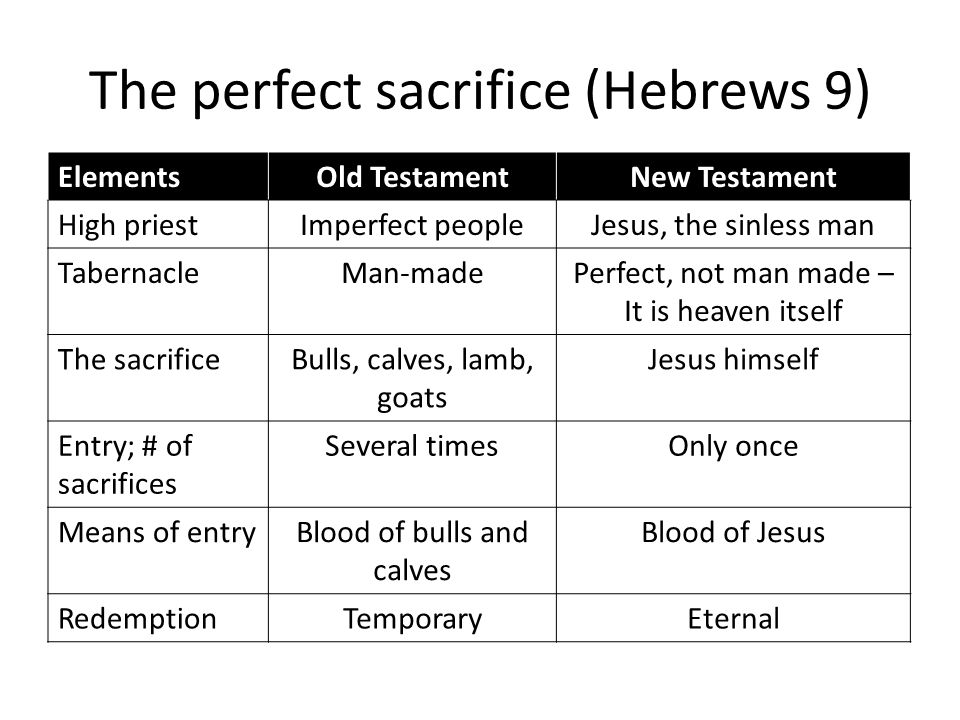 The perfect sacrifice (Hebrews 9)
Elements Old Testament New Testament
High priest Imperfect people Jesus, the sinless man
Tabernacle Man-made Perfect, not man made –
It is heaven itself
The sacrifice Bulls, calves, lamb, Jesus himself
goats
Entry; # of Several times Only once
sacrifices
Means of entry Blood of bulls and Blood of Jesus
calves
Redemption Temporary Eternal